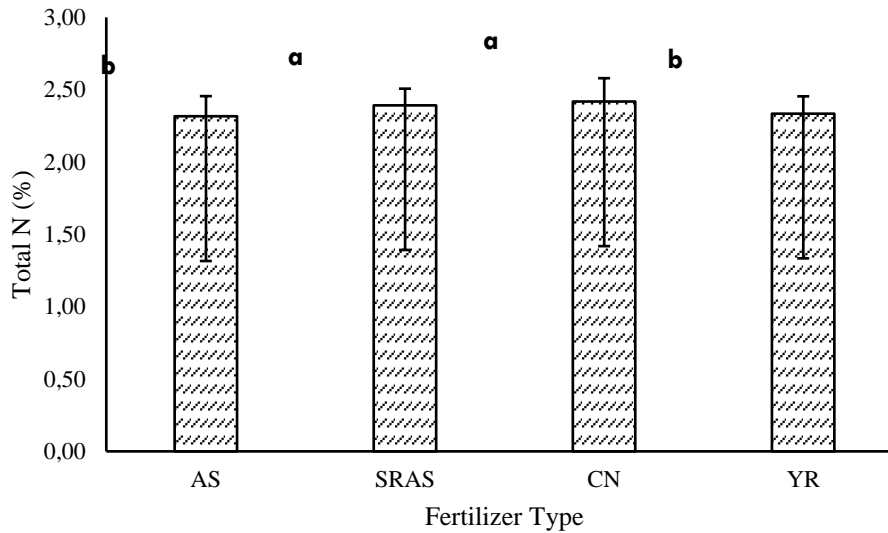 3,00
2,50
2,00
1,50
1,00
0,50
0,00
Total N (%)
b
a
a
b
AS SRAS CN YR
Fertilizer Type